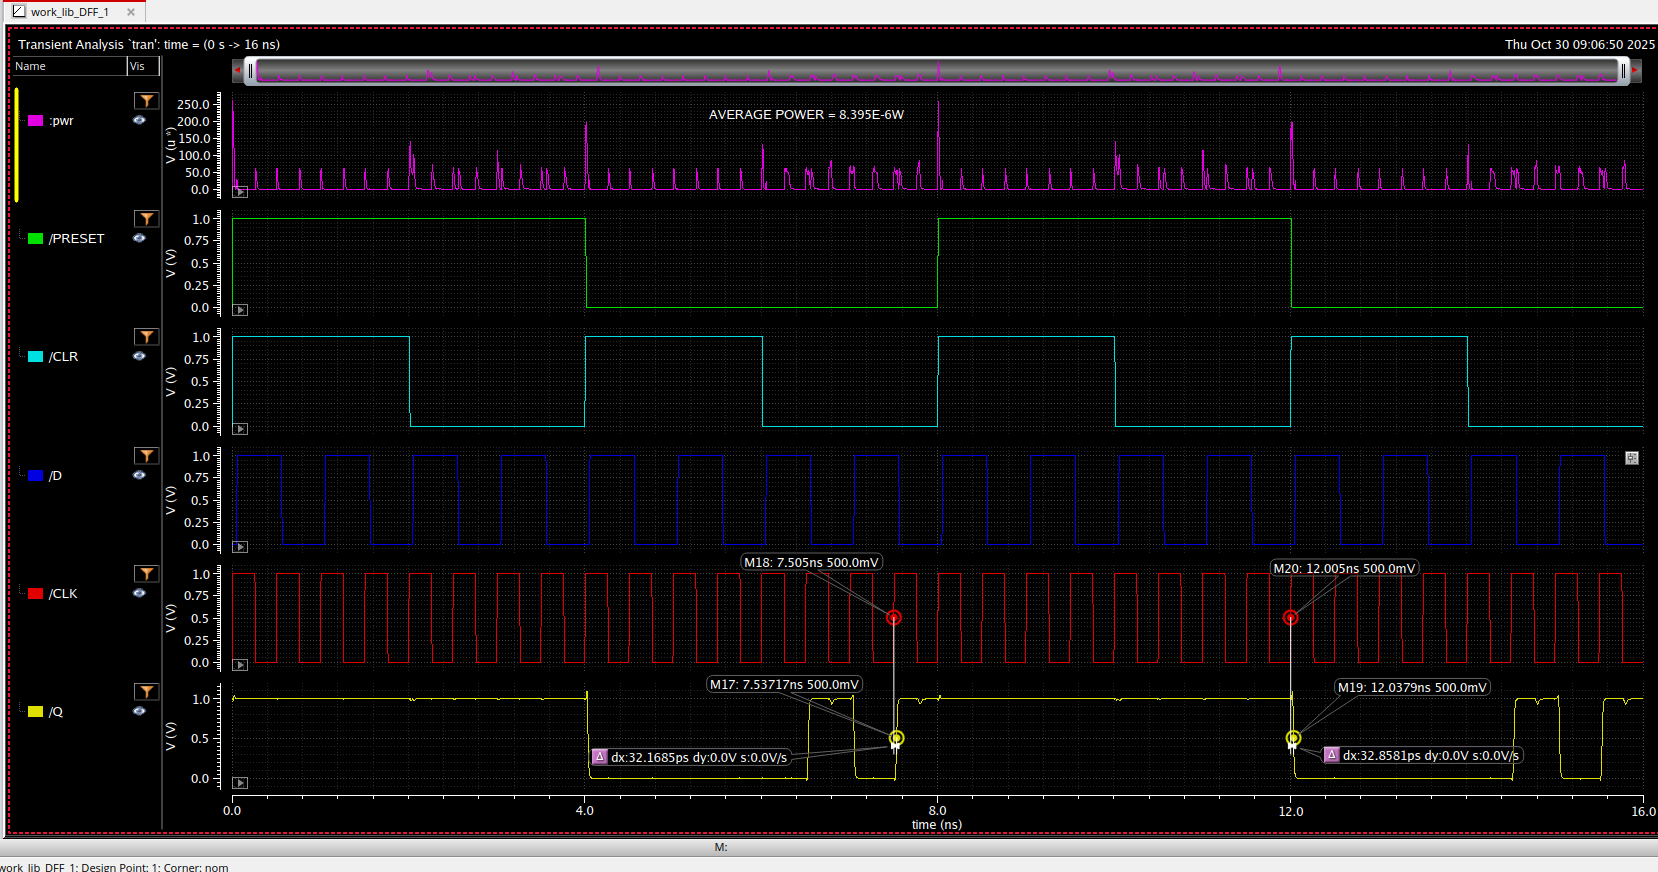 work_lib_DFF_1 ×
Transient Analysis `tran': time = (0 s -> 16 ns)
Thu Oct 30 09:06:50 2025
Name Vis
:pwr
V (u *)
250.0
200.0
150.0
100.0
50.0
0.0
AVERAGE POWER = 8.395E-6W
/PRESET
V (V)
1.0
0.75
0.5
0.25
0.0
/CLR
V (V)
1.0
0.75
0.5
0.25
0.0
/D
V (V)
1.0
0.75
0.5
0.25
0.0
/CLK
V (V)
1.0
0.75
0.5
0.25
0.0
M18: 7.505ns 500.0mV
M20: 12.005ns 500.0mV
/Q
V (V)
1.0
0.5
0.0
M17: 7.53717ns 500.0mV
M19: 12.0379ns 500.0mV
Δ dx:32.1685ps dy:0.0V s:0.0V/s
Δ dx:32.8581ps dy:0.0V s:0.0V/s
0.0 4.0 8.0 12.0 16.0
time (ns)
M:
work_lib_DFF_1: Design Point: 1: Corner: nom